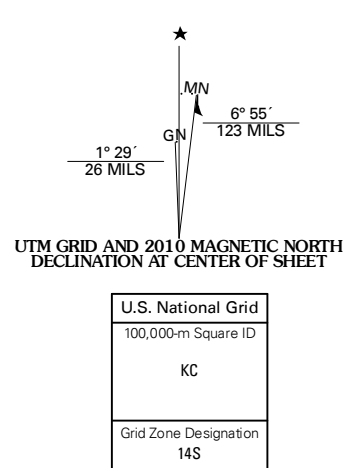 ★
MN
6° 55´
123 MILS
GN
1° 29´
26 MILS
UTM GRID AND 2010 MAGNETIC NORTH
DECLINATION AT CENTER OF SHEET
U.S. National Grid
100,000-m Square ID
KC
Grid Zone Designation
14S